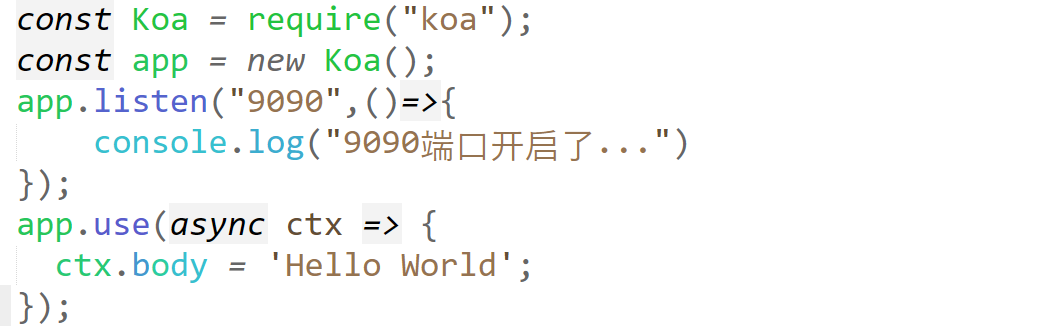 const Koa = require("koa");
const app = new Koa();
app.listen("9090",()=>{
    console.log("9090端口开启了...")
});
app.use(async ctx => {
  ctx.body = 'Hello World';
});